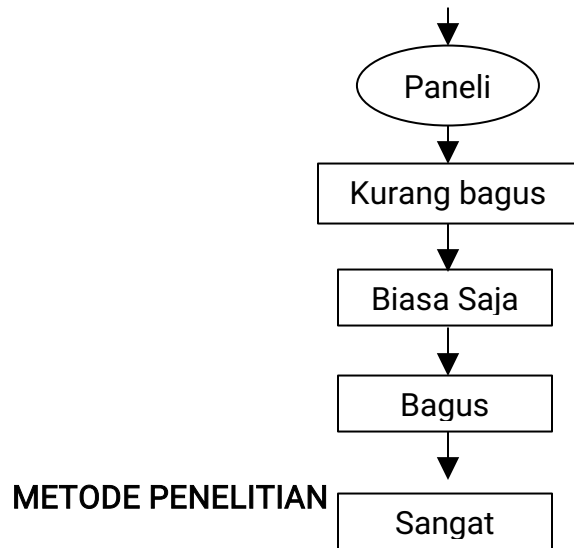 Paneli
Kurang bagus
Biasa Saja
Bagus
METODE PENELITIAN
Sangat